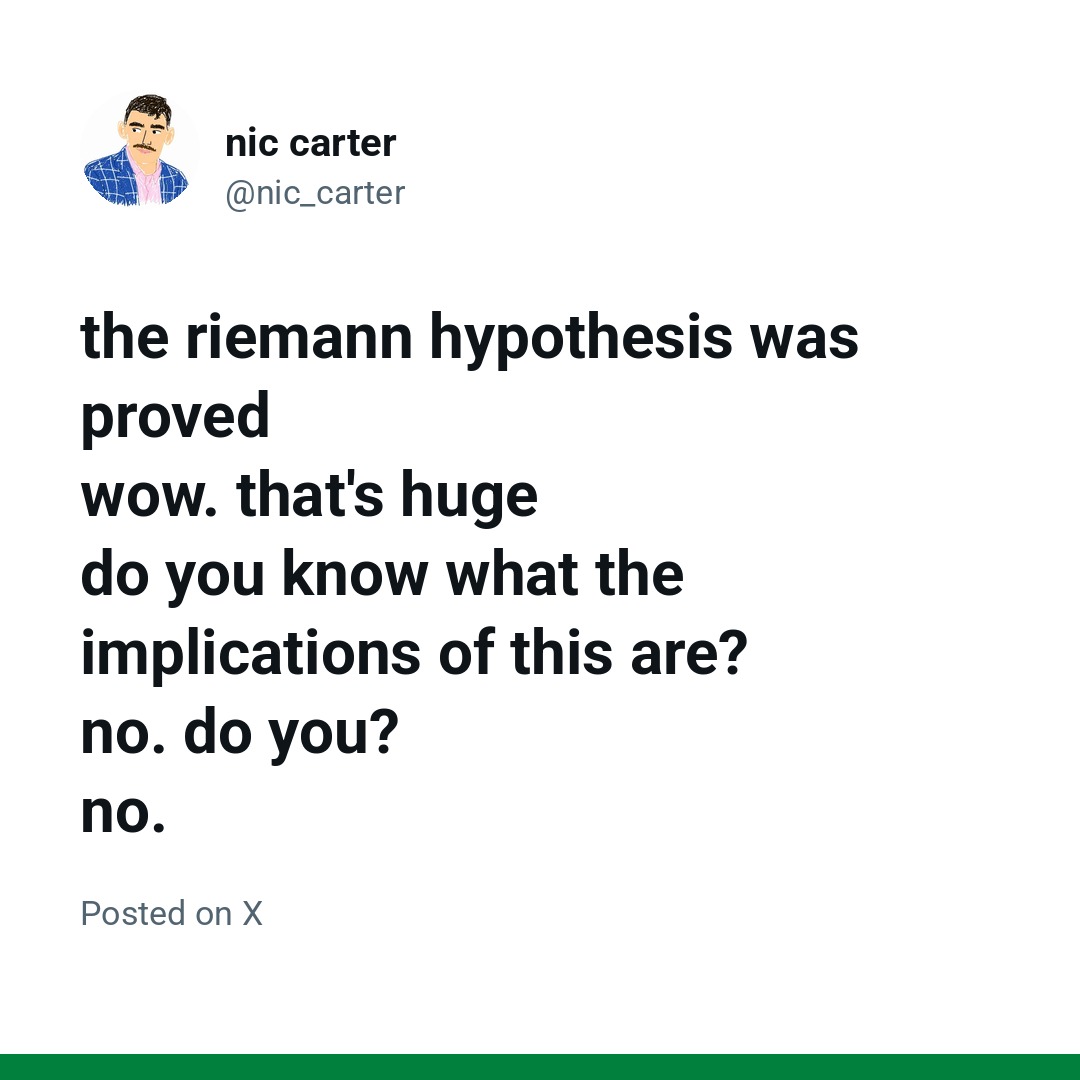 nic carter
@nic_carter
the riemann hypothesis was
proved
wow. that's huge
do you know what the
implications of this are?
no. do you?
no.
Posted on X